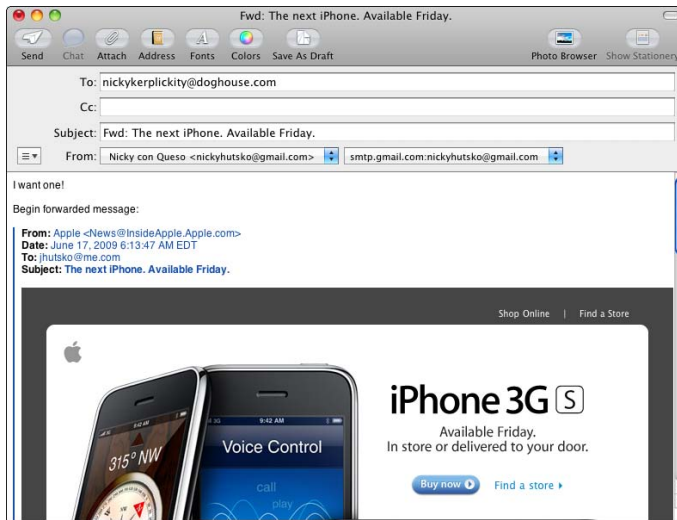 Fwd: The next iPhone. Available Friday.
Send Chat Attach Address Fonts Colors Save As Draft Photo Browser Show Stationery
To: nickykerplickity@doghouse.com
Cc:
Subject: Fwd: The next iPhone. Available Friday.
From: Nicky con Queso <nickyhutsko@gmail.com> smtp.gmail.com:nickyhutsko@gmail.com
I want one!
Begin forwarded message:
From: Apple <News@InsideApple.Apple.com>
Date: June 17, 2009 6:13:47 AM EDT
To: jhutsko@me.com
Subject: The next iPhone. Available Friday.
Shop Online | Find a Store
iPhone 3G S
Available Friday.
In store or delivered to your door.
Buy now Find a store
9:42 AM
315° NW
3G 9:42 AM
Voice Control
call
play